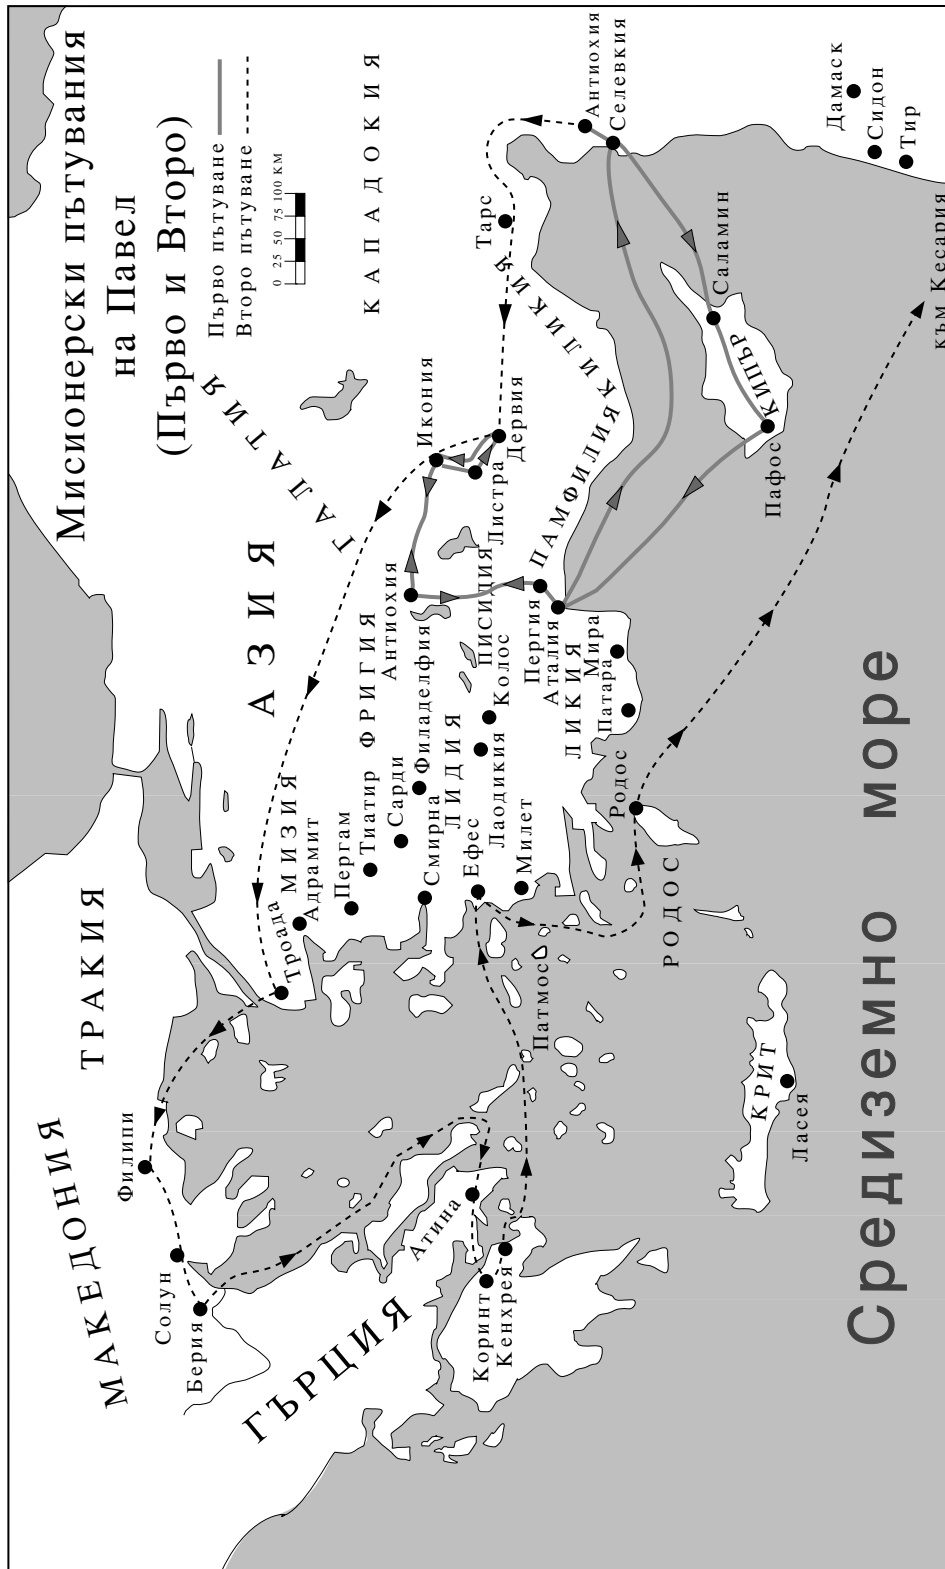 Мисионерски пътувания
на Павел
(Първо и Второ)
Първо пътуване
Второ пътуване
0 25 50 75 100 КМ
МАКЕДОНИЯ
ТРАКИЯ
ГЪРЦИЯ
АЗИЯ
ГАЛАТИЯ
КАПАДОКИЯ
МИЗИЯ
ФРИГИЯ
ЛИДИЯ
ПИСИДИЯ
ЛИКИЯ
ПАМФИЛИЯ
КИЛИКИЯ
Филипи
Солун
Берия
Атина
Коринт
Кенхрея
Троада
Адрамит
Пергам
Тиатир
Сарди
Филаделфия
Смирна
Ефес
Лаодикия
Колос
Милет
Патмос
Антиохия
Икония
Листра
Дервия
Тарс
Пергия
Аталия
Мира
Патара
Родос
РОДОС
Антиохия
Селевкия
Саламин
КИПЪР
Пафос
Дамаск
Сидон
Тир
към Кесария
КРИТ
Ласея
Средиземно море